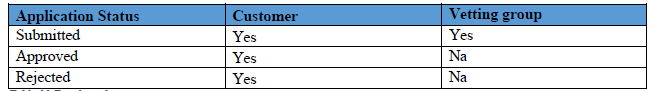 Application Status Customer Vetting group
Submitted Yes Yes
Approved Yes Na
Rejected Yes Na